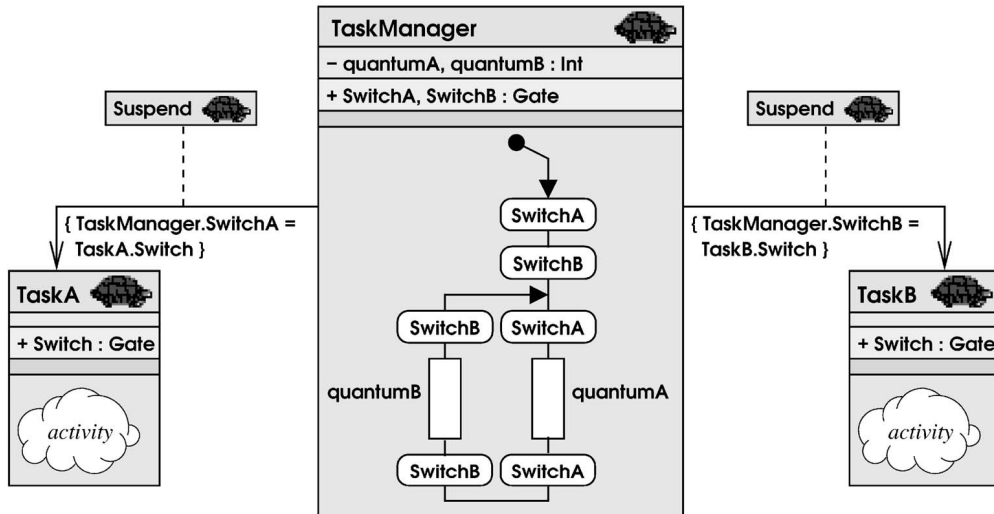 TaskManager
− quantumA, quantumB : Int
+ SwitchA, SwitchB : Gate
Suspend
Suspend
SwitchA
{ TaskManager.SwitchA =
TaskA.Switch }
{ TaskManager.SwitchB =
TaskB.Switch }
SwitchB
TaskA
+ Switch : Gate
activity
SwitchB
SwitchA
quantumB
quantumA
SwitchB
SwitchA
TaskB
+ Switch : Gate
activity